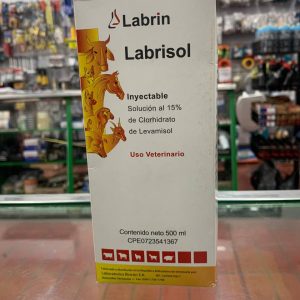 Labrin
Labrisol
Inyectable
Solución al 15%
de Clorhidrato
de Levamisol
Uso Veterinario
Contenido neto 500 ml
CPE0723541367